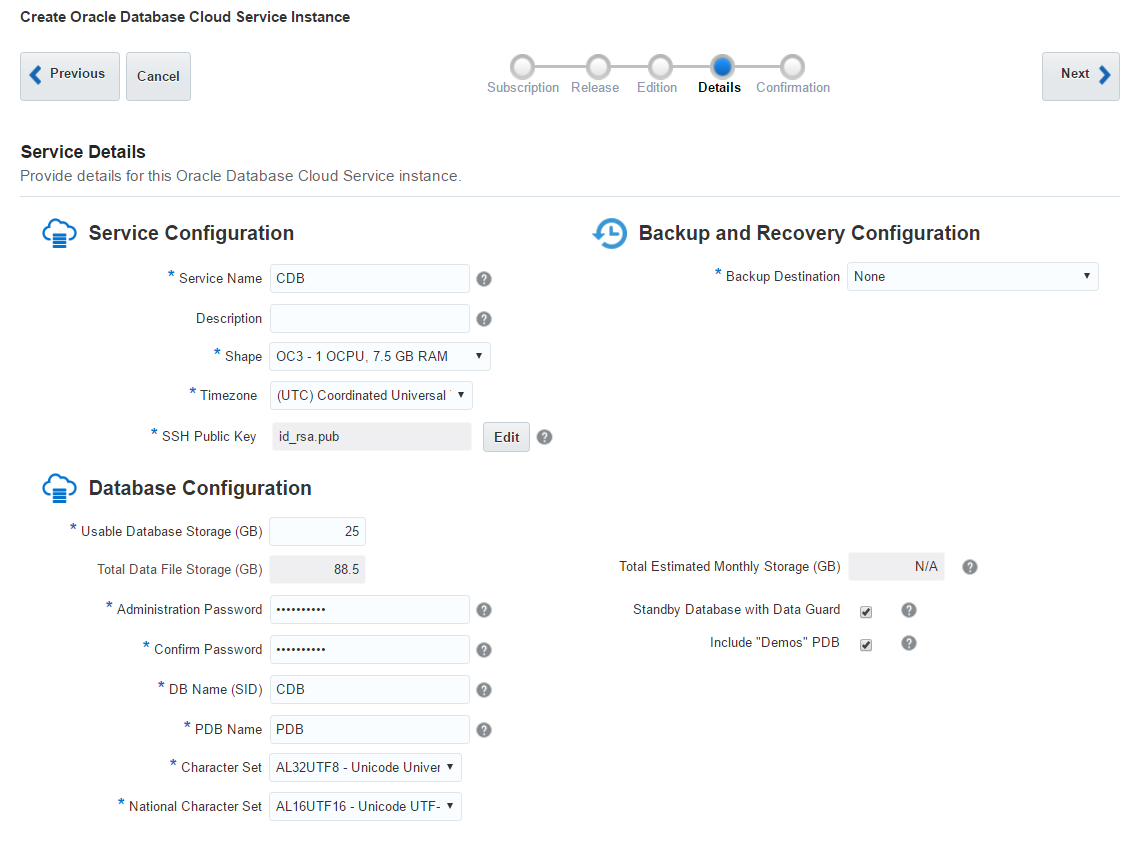 Create Oracle Database Cloud Service Instance
Previous
Cancel
Subscription Release Edition Details Confirmation
Next
Service Details
Provide details for this Oracle Database Cloud Service instance.
Service Configuration
* Service Name CDB ?
Description ?
* Shape OC3 - 1 OCPU, 7.5 GB RAM
* Timezone (UTC) Coordinated Universal
* SSH Public Key id_rsa.pub Edit ?
Backup and Recovery Configuration
* Backup Destination None
Database Configuration
* Usable Database Storage (GB) 25
Total Data File Storage (GB) 88.5
* Administration Password •••••••••• ?
* Confirm Password •••••••••• ?
* DB Name (SID) CDB ?
* PDB Name PDB ?
* Character Set AL32UTF8 - Unicode Univer
* National Character Set AL16UTF16 - Unicode UTF-
Total Estimated Monthly Storage (GB) N/A ?
Standby Database with Data Guard ?
Include "Demos" PDB ?